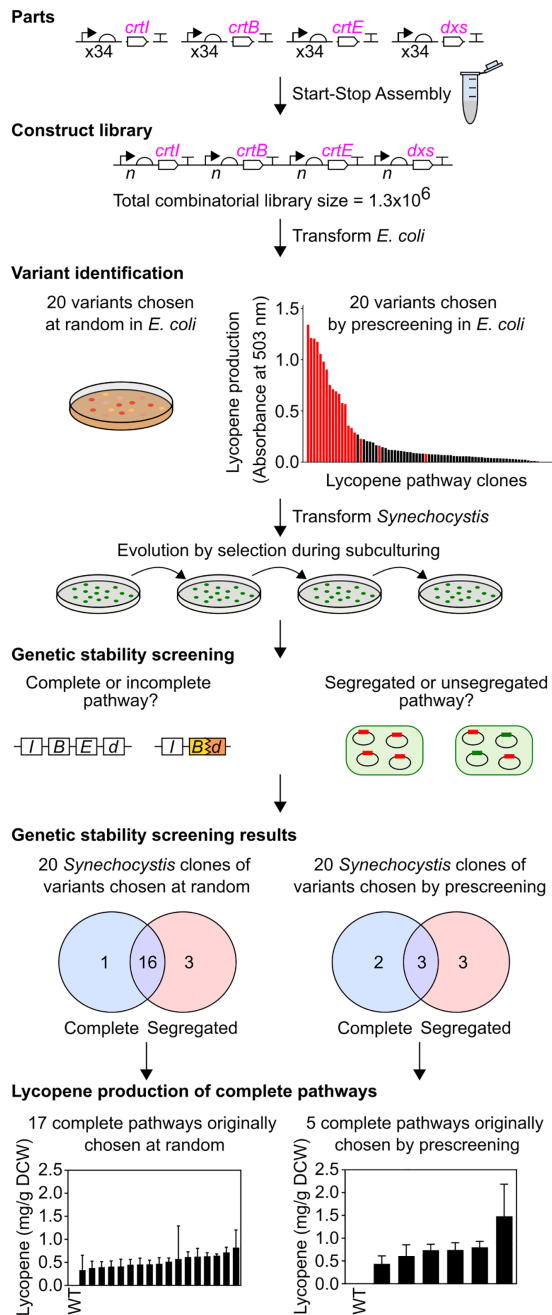 Parts
crtI crtB crtE dxs
x34 x34 x34 x34
Start-Stop Assembly
Construct library
crtI crtB crtE dxs
n n n n
Total combinatorial library size = 1.3x10^6
Transform E. coli
Variant identification
20 variants chosen
at random in E. coli
20 variants chosen
by prescreening in E. coli
Lycopene production
(Absorbance at 503 nm)
1.5
1.0
0.5
0.0
Lycopene pathway clones
Transform Synechocystis
Evolution by selection during subculturing
Genetic stability screening
Complete or incomplete
pathway?
Segregated or unsegregated
pathway?
I B E d I B d
Genetic stability screening results
20 Synechocystis clones of
variants chosen at random
20 Synechocystis clones of
variants chosen by prescreening
1 16 3
2 3 3
Complete Segregated
Complete Segregated
Lycopene production of complete pathways
17 complete pathways originally
chosen at random
5 complete pathways originally
chosen by prescreening
Lycopene (mg/g DCW)
2.5
2.0
1.5
1.0
0.5
0.0
WT
Lycopene (mg/g DCW)
2.5
2.0
1.5
1.0
0.5
0.0
WT